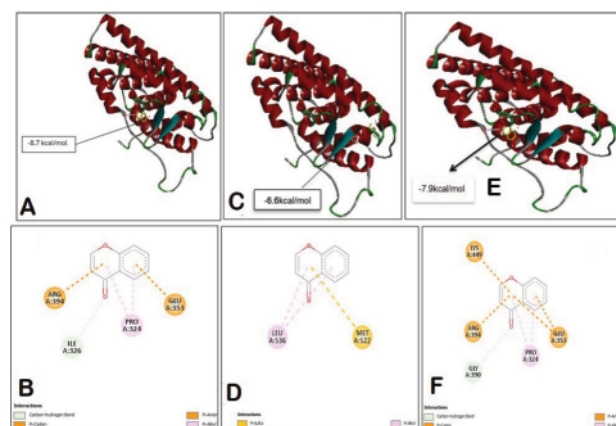 -8.7 kcal/mol
A
C
-6.6kcal/mol
E
-7.9kcal/mol
O
ARG
A:394
GLU
A:353
PRO
A:324
O
ILE
A:326
B
Interactions
Carbon Hydrogen Bond
Pi-Cation
O
O
LEU
A:536
MET
A:522
D
Interactions
Pi-Sulfur
LYS
A:449
O
ARG
A:394
GLU
A:353
O
GLY
A:390
PRO
A:324
F
Interactions
Carbon Hydrogen Bond